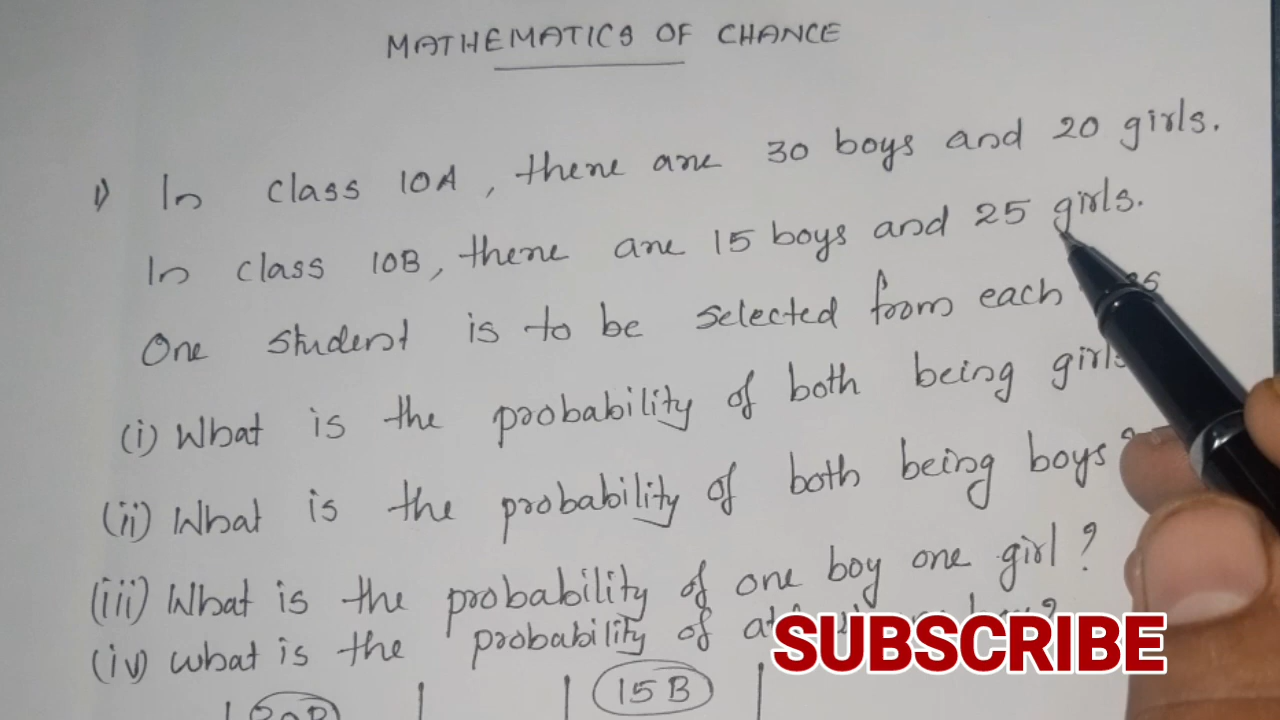 MATHEMATICS OF CHANCE
1) In class 10A, there are 30 boys and 20 girls.
In class 10B, there are 15 boys and 25 girls.
One student is to be selected from each
(i) What is the probability of both being girls
(ii) What is the probability of both being boys?
(iii) What is the probability of one boy one girl?
(iv) what is the probability of
SUBSCRIBE
15 B